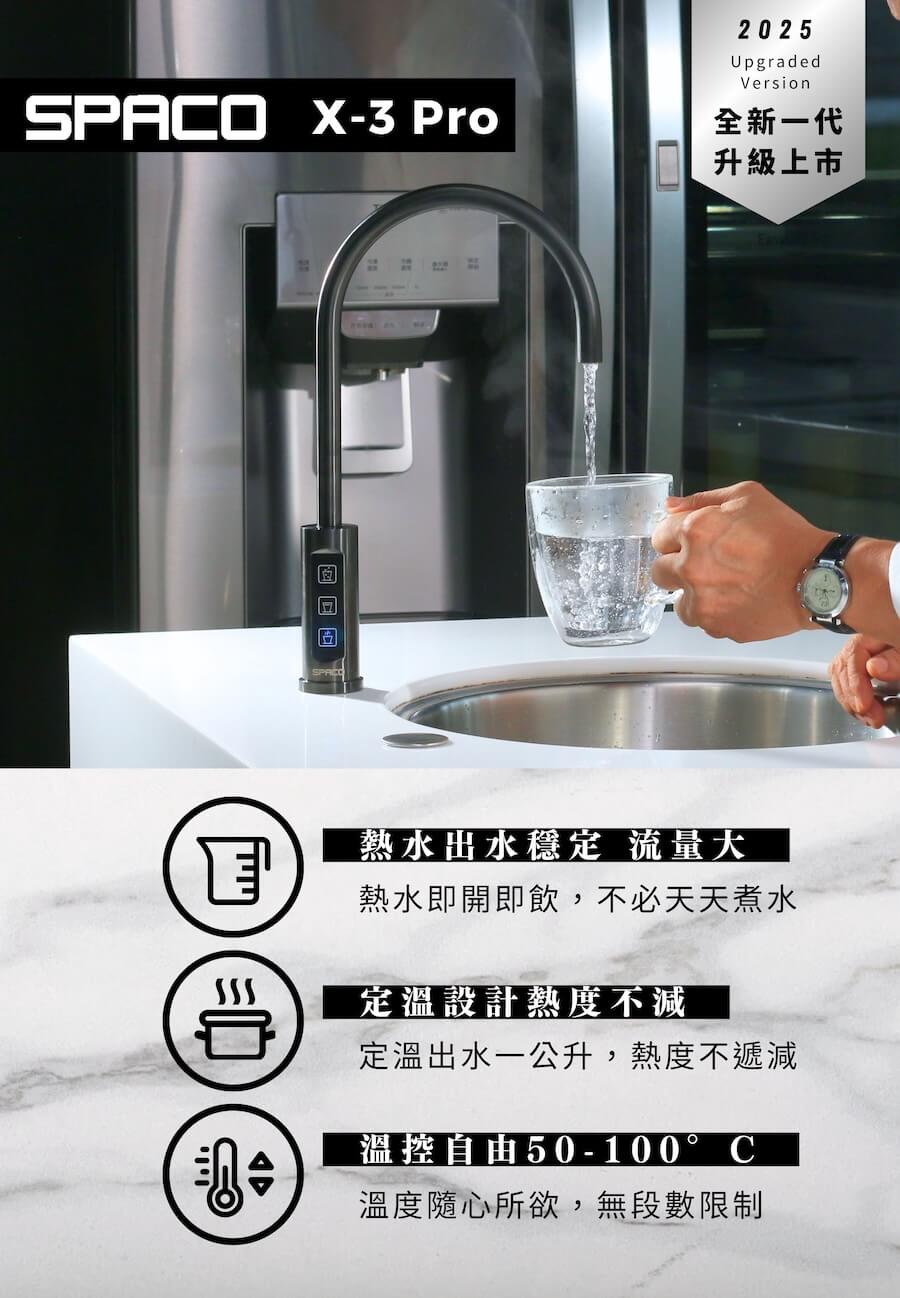 2025
Upgraded
Version
全新一代
升級上市
SPACO X-3 Pro
SPACO
熱水出水穩定 流量大
熱水即開即飲，不必天天煮水
定溫設計熱度不減
定溫出水一公升，熱度不遞減
溫控自由50-100°C
溫度隨心所欲，無段數限制